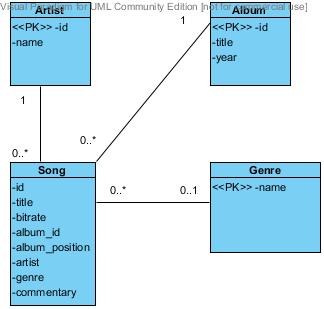 Visual Paradigm for UML Community Edition [not for commercial use]
Artist
<<PK>> -id
-name
Album
<<PK>> -id
-title
-year
1
1
0..*
0..*
Song
-id
-title
-bitrate
-album_id
-album_position
-artist
-genre
-commentary
0..*
0..1
Genre
<<PK>> -name